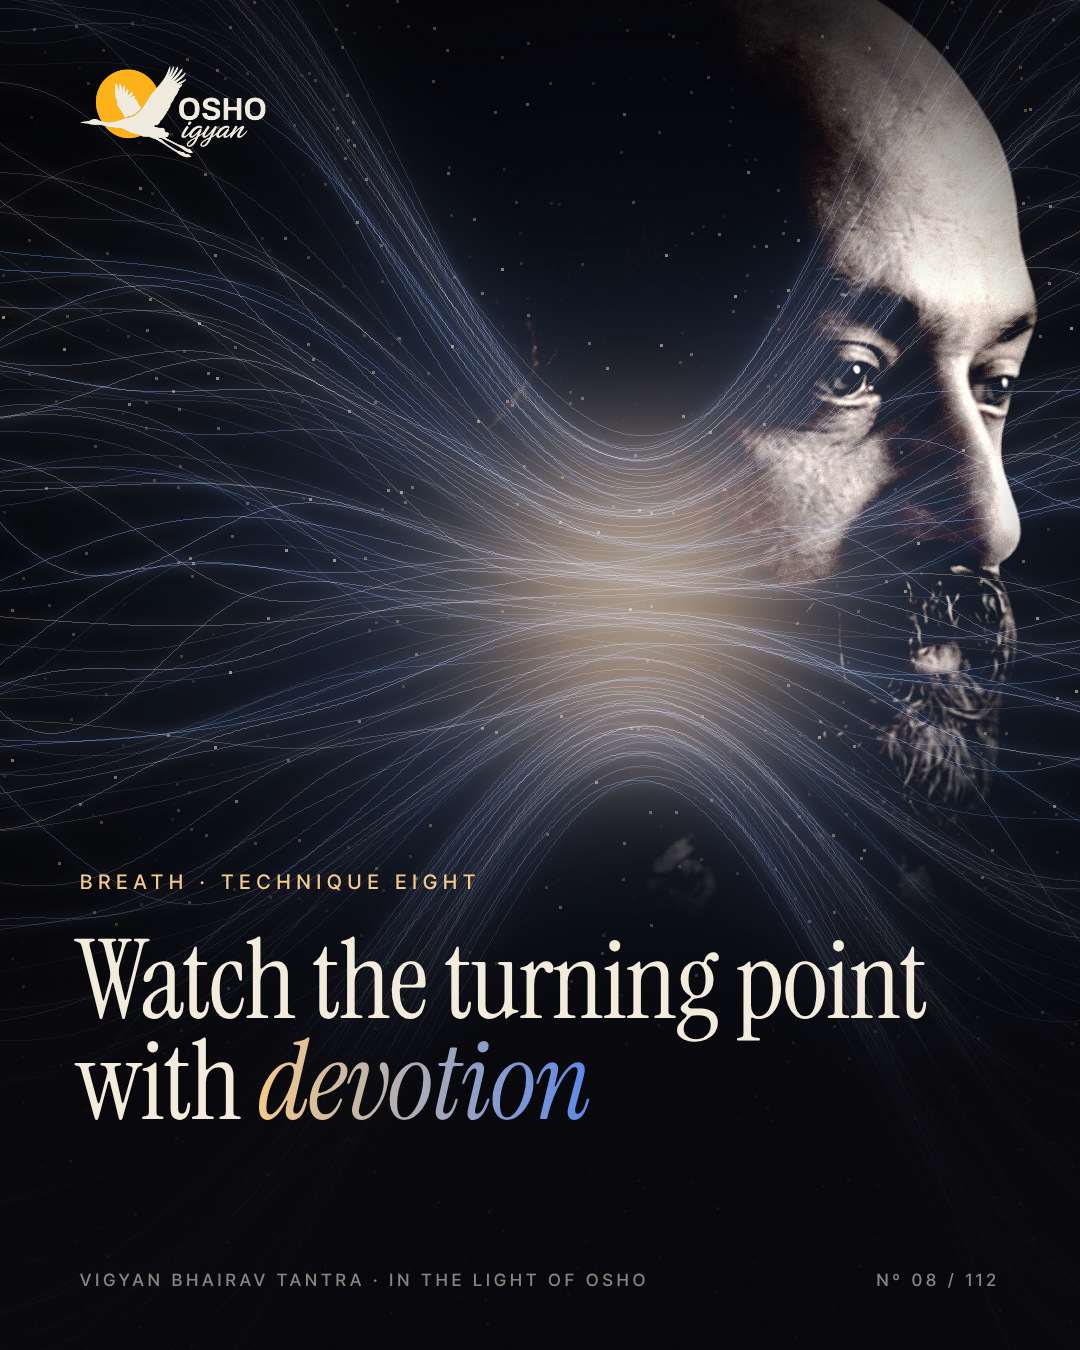 OSHO
igyan
BREATH · TECHNIQUE EIGHT
Watch the turning point
with devotion
VIGYAN BHAIRAV TANTRA · IN THE LIGHT OF OSHO
Nº 08 / 112